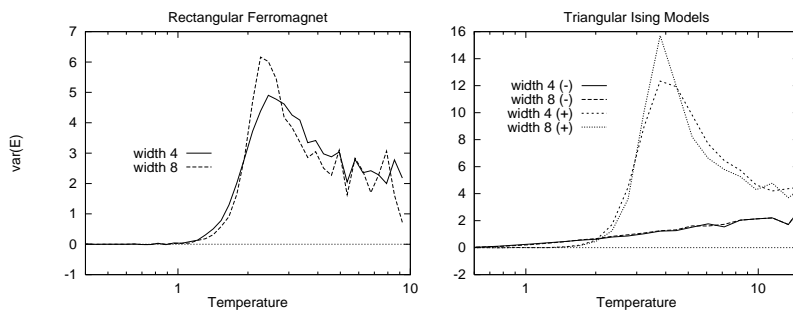 Rectangular Ferromagnet
var(E)
7
6
5
4
3
2
1
0
-1
width 4
width 8
1
10
Temperature
Triangular Ising Models
16
14
12
10
8
6
4
2
0
-2
width 4 (-)
width 8 (-)
width 4 (+)
width 8 (+)
1
10
Temperature